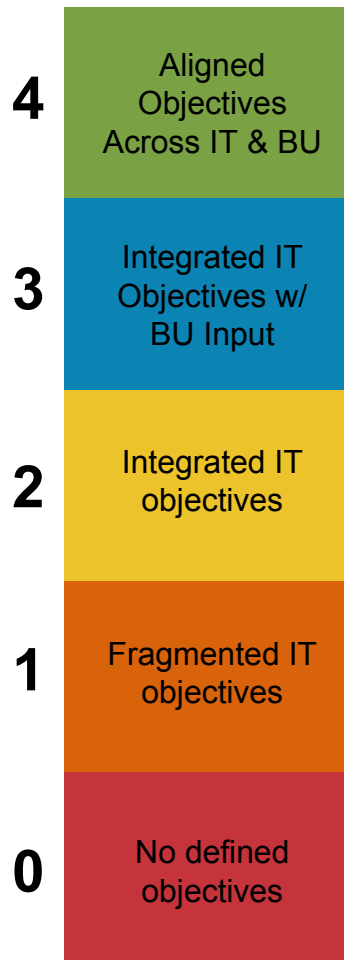 4
Aligned
Objectives
Across IT & BU
3
Integrated IT
Objectives w/
BU Input
2
Integrated IT
objectives
1
Fragmented IT
objectives
0
No defined
objectives